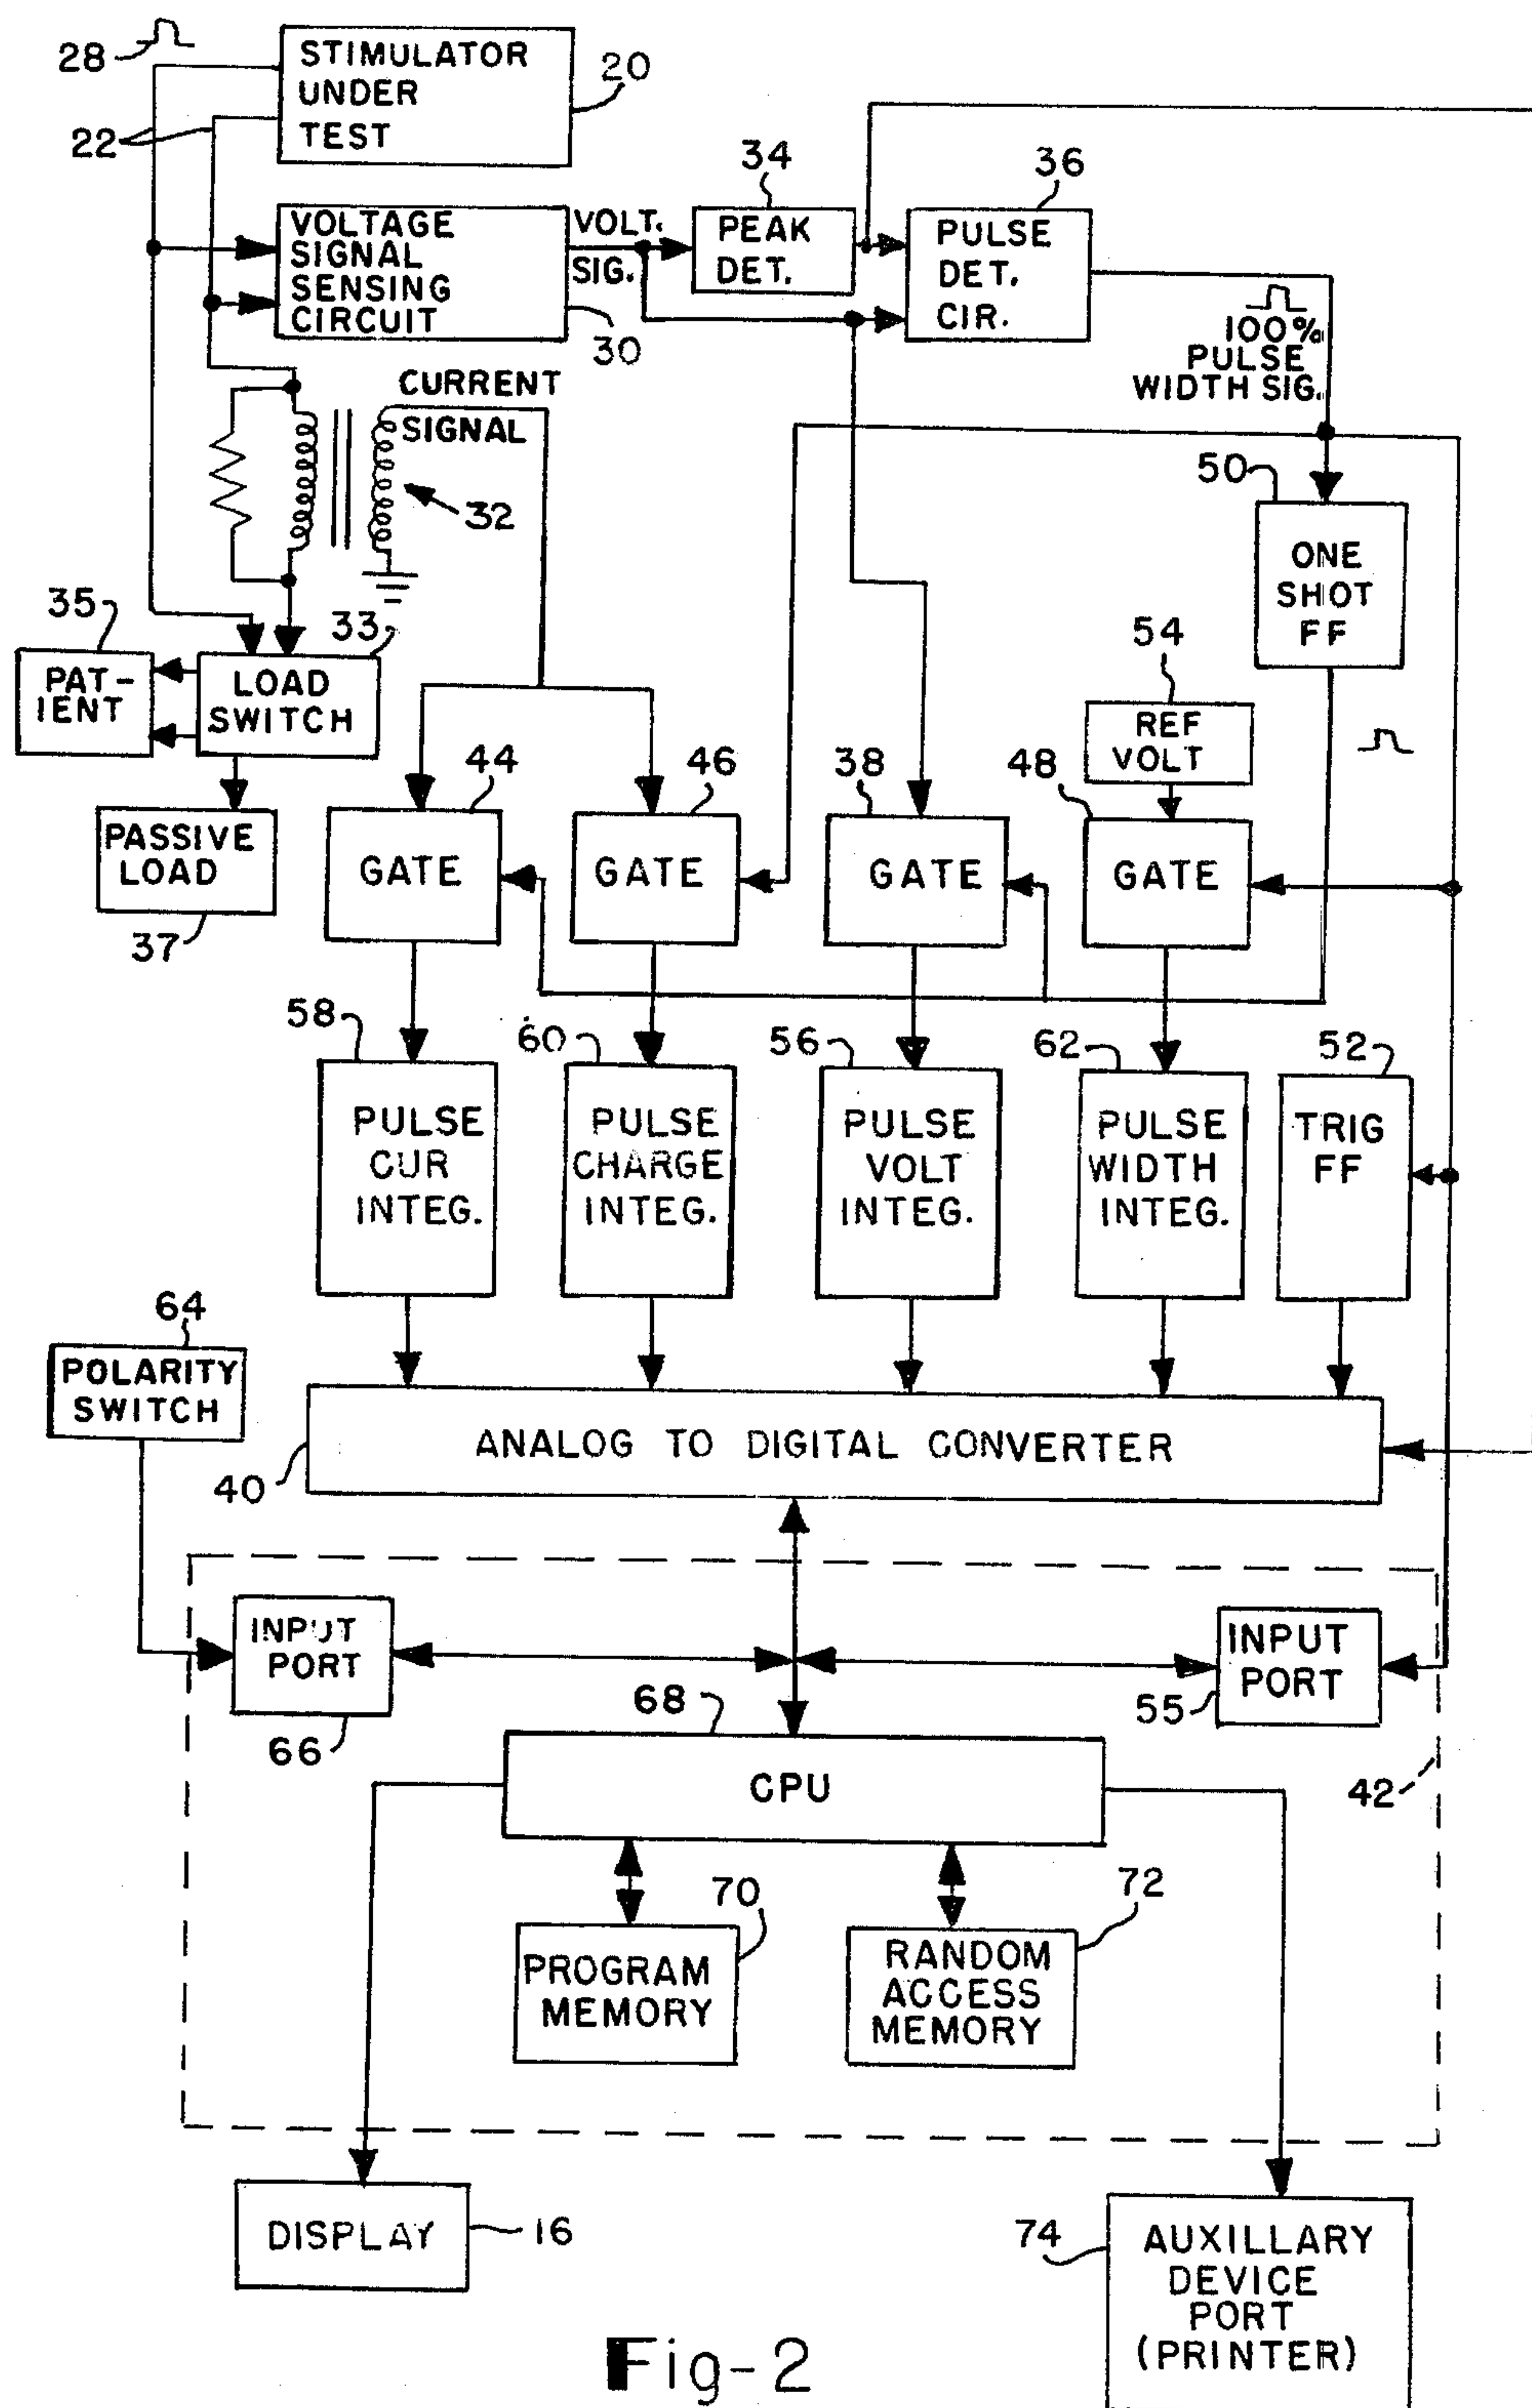 28
STIMULATOR
UNDER
TEST
20
22
VOLTAGE
SIGNAL
SENSING
CIRCUIT
30
VOLT.
SIG.
34
PEAK
DET.
36
PULSE
DET.
CIR.
100%
PULSE
WIDTH SIG.
CURRENT
SIGNAL
32
50
ONE
SHOT
FF
35
PAT-
IENT
33
LOAD
SWITCH
PASSIVE
LOAD
37
54
REF
VOLT
44
GATE
46
GATE
38
GATE
48
GATE
58
PULSE
CUR
INTEG.
60
PULSE
CHARGE
INTEG.
56
PULSE
VOLT
INTEG.
62
PULSE
WIDTH
INTEG.
52
TRIG
FF
64
POLARITY
SWITCH
ANALOG TO DIGITAL CONVERTER
40
INPUT
PORT
66
INPUT
PORT
55
68
CPU
42
70
PROGRAM
MEMORY
72
RANDOM
ACCESS
MEMORY
DISPLAY
16
74
AUXILLARY
DEVICE
PORT
(PRINTER)
Fig-2